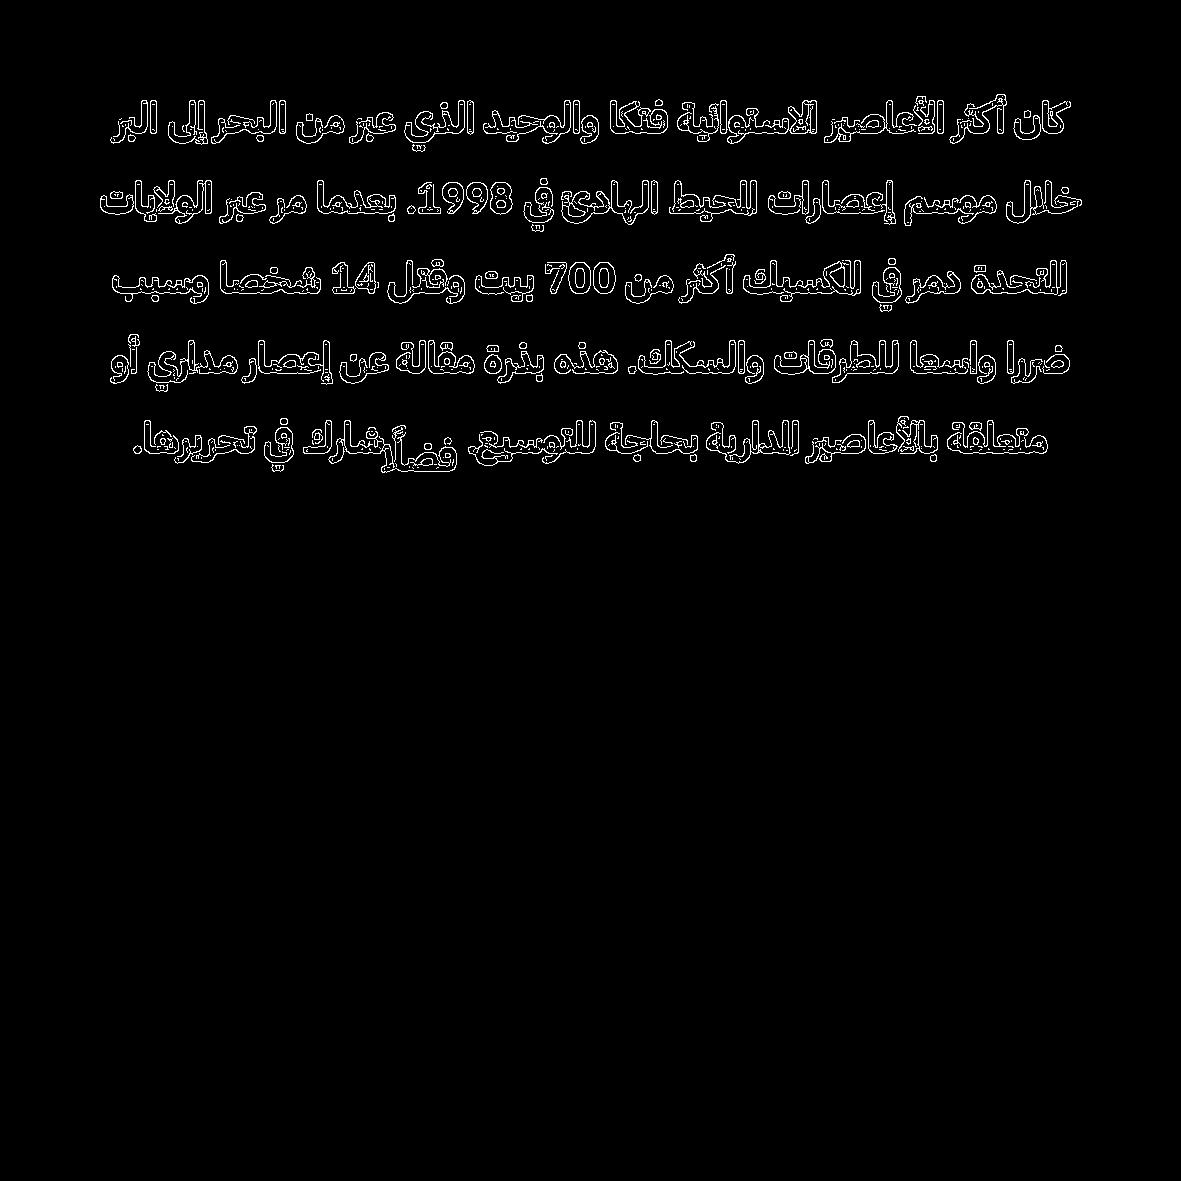 كان أكثر الأعاصير الاستوائية فتكا والوحيد الذي عبر من البحر إلى البر
خلال موسم إعصارات المحيط الهادئ في 1998. بعدما مر عبر الولايات
المتحدة دمر في المكسيك أكثر من 700 بيت وقتل 14 شخصا وسبب
ضررا واسعا للطرقات والسكك. هذه بذرة مقالة عن إعصار مداري أو
متعلقة بالأعاصير المدارية بحاجة للتوسيع. فضلًا شارك في تحريرها.